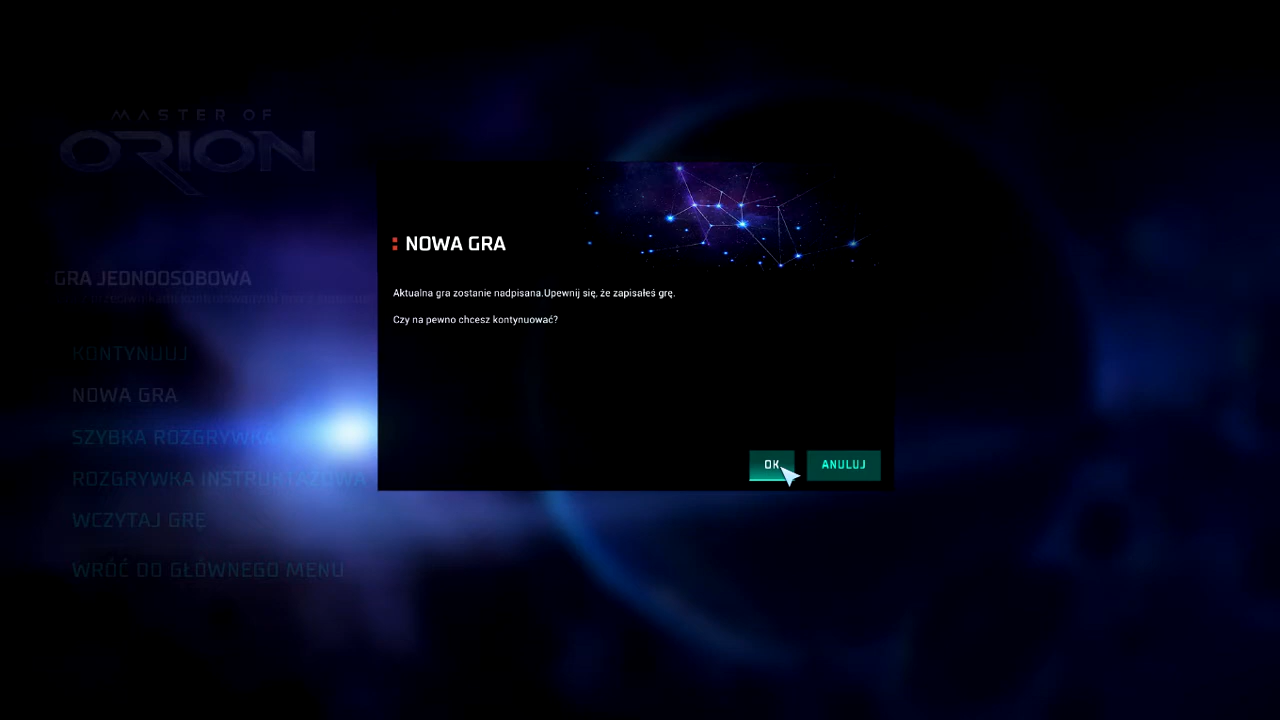 MASTER OF
ORION
NOWA GRA
GRA JEDNOOSOBOWA
Aktualna gra zostanie nadpisana.Upewnij się, że zapisałeś grę.
Czy na pewno chcesz kontynuować?
KONTYNUUJ
NOWA GRA
SZYBKA ROZGRYWKA
OK
ANULUJ
ROZGRYWKA INSTRUKTAŻOWA
WCZYTAJ GRĘ
WRÓĆ DO GŁÓWNEGO MENU